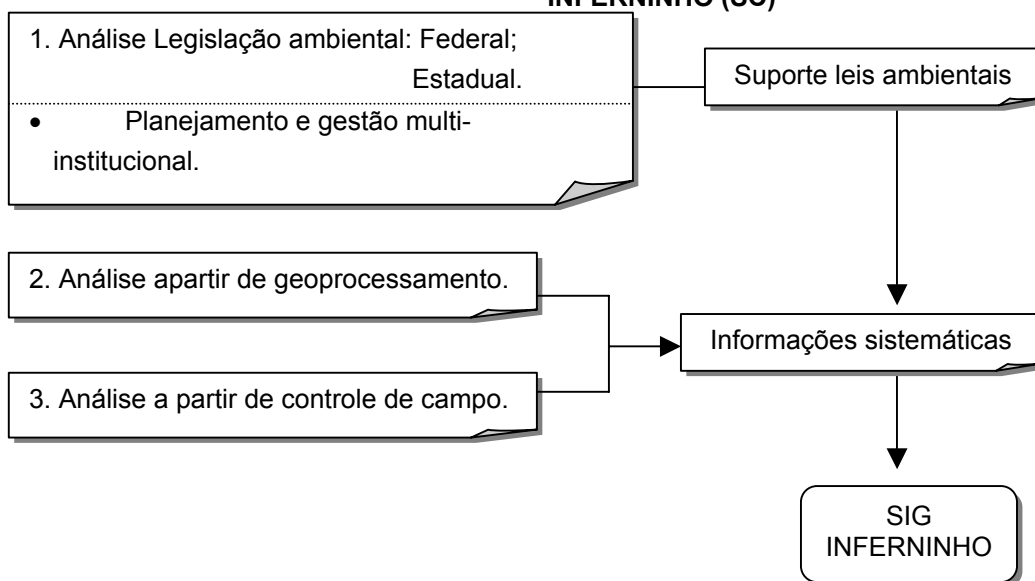 INFERNINHO (SC)
1. Análise Legislação ambiental: Federal;
Estadual.
• Planejamento e gestão multi-
institucional.
Suporte leis ambientais
2. Análise apartir de geoprocessamento.
Informações sistemáticas
3. Análise a partir de controle de campo.
SIG
INFERNINHO